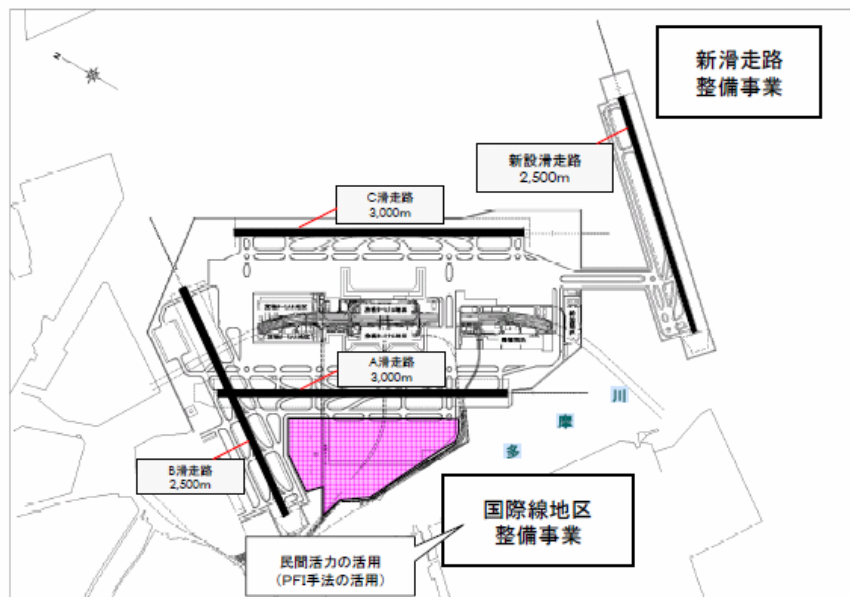 新滑走路
整備事業
新設滑走路
2,500m
C滑走路
3,000m
A滑走路
3,000m
B滑走路
2,500m
多
摩
川
国際線地区
整備事業
民間活力の活用
(PFI手法の活用)